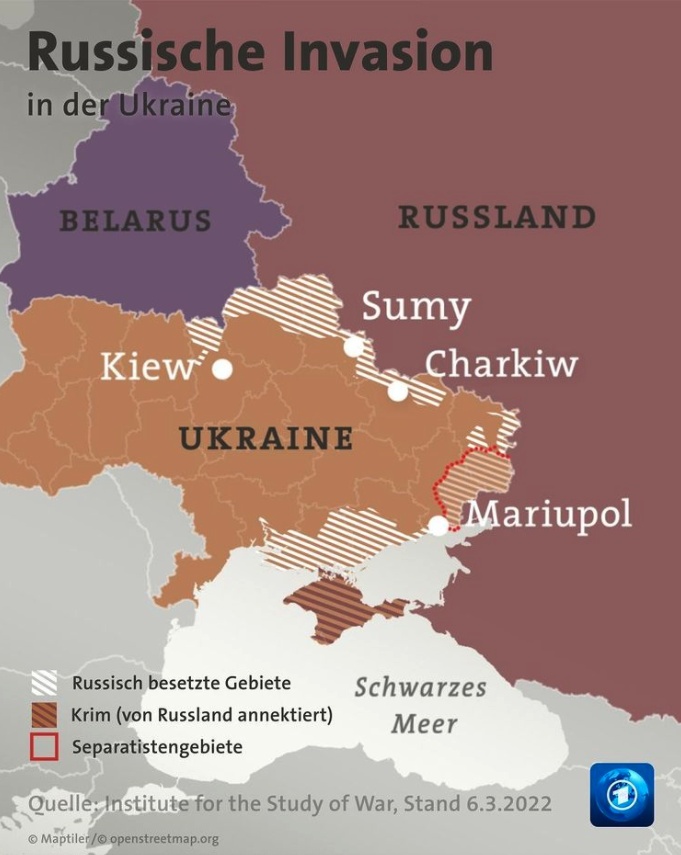 Russische Invasion
in der Ukraine
BELARUS
RUSSLAND
Sumy
Kiew
Charkiw
UKRAINE
Mariupol
Russisch besetzte Gebiete
Krim (von Russland annektiert)
Separatistengebiete
Schwarzes
Meer
Quelle: Institute for the Study of War, Stand 6.3.2022
1
© Maptiler /© openstreetmap.org